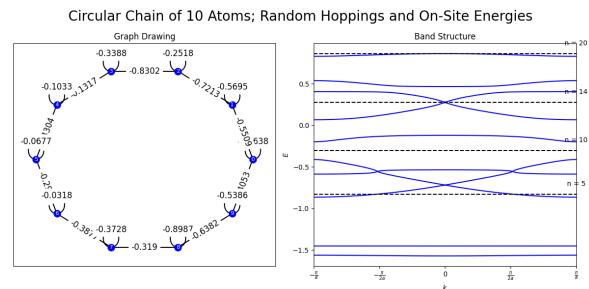 Circular Chain of 10 Atoms; Random Hoppings and On-Site Energies
Graph Drawing
-0.3388
-0.2518
-0.8302
-0.1033
-0.5695
-0.7213
-0.5509
-0.0677
-0.0318
-0.5386
-0.3728
-0.8987
-0.319
-0.6382
Band Structure
n = 20
n = 14
n = 10
n = 5
E
0.5
0.0
-0.5
-1.0
-1.5
0
k